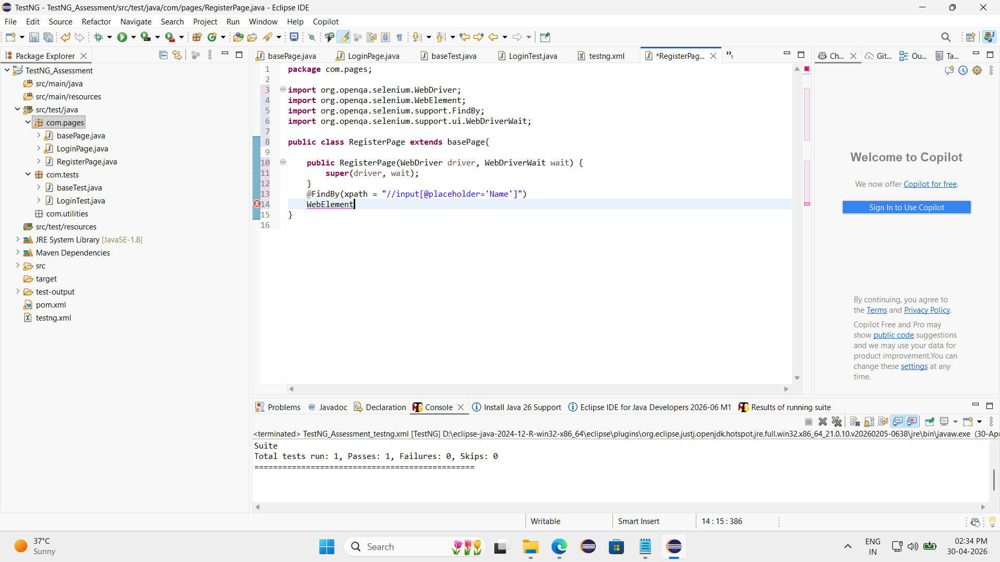 TestNG - TestNG_Assessment/src/test/java/com/pages/RegisterPage.java - Eclipse IDE
File Edit Source Refactor Navigate Search Project Run Window Help Copilot
Package Explorer
TestNG_Assessment
src/main/java
src/main/resources
src/test/java
com.pages
basePage.java
LoginPage.java
RegisterPage.java
com.tests
baseTest.java
LoginTest.java
com.utilities
src/test/resources
JRE System Library [JavaSE-1.8]
Maven Dependencies
src
target
test-output
pom.xml
testng.xml
basePage.java LoginPage.java baseTest.java LoginTest.java testng.xml *RegisterPag... »1
1 package com.pages;
2
3 import org.openqa.selenium.WebDriver;
4 import org.openqa.selenium.WebElement;
5 import org.openqa.selenium.support.FindBy;
6 import org.openqa.selenium.support.ui.WebDriverWait;
7
8 public class RegisterPage extends basePage{
9
10 public RegisterPage(WebDriver driver, WebDriverWait wait) {
11 super(driver, wait);
12 }
13 @FindBy(xpath = "//input[@placeholder='Name']")
14 WebElement
15 }
16
Ch... Git... Ou... Ta...
Welcome to Copilot
We now offer Copilot for free.
Sign In to Use Copilot
By continuing, you agree to
the Terms and Privacy Policy.
Copilot Free and Pro may
show public code suggestions
and we may use your data for
product improvement.You can
change these settings at any
time.
Problems @ Javadoc Declaration Console Install Java 26 Support Eclipse IDE for Java Developers 2026-06 M1 Results of running suite
<terminated> TestNG_Assessment_testng.xml [TestNG] D:\eclipse-java-2024-12-R-win32-x86_64\eclipse\plugins\org.eclipse.justj.openjdk.hotspot.jre.full.win32.x86_64_21.0.10.v20260205-0638\jre\bin\javaw.exe (30-Apr
Suite
Total tests run: 1, Passes: 1, Failures: 0, Skips: 0
===============================================
Writable Smart Insert 14 : 15 : 386
37°C
Sunny
Search
ENG
IN
02:34 PM
30-04-2026